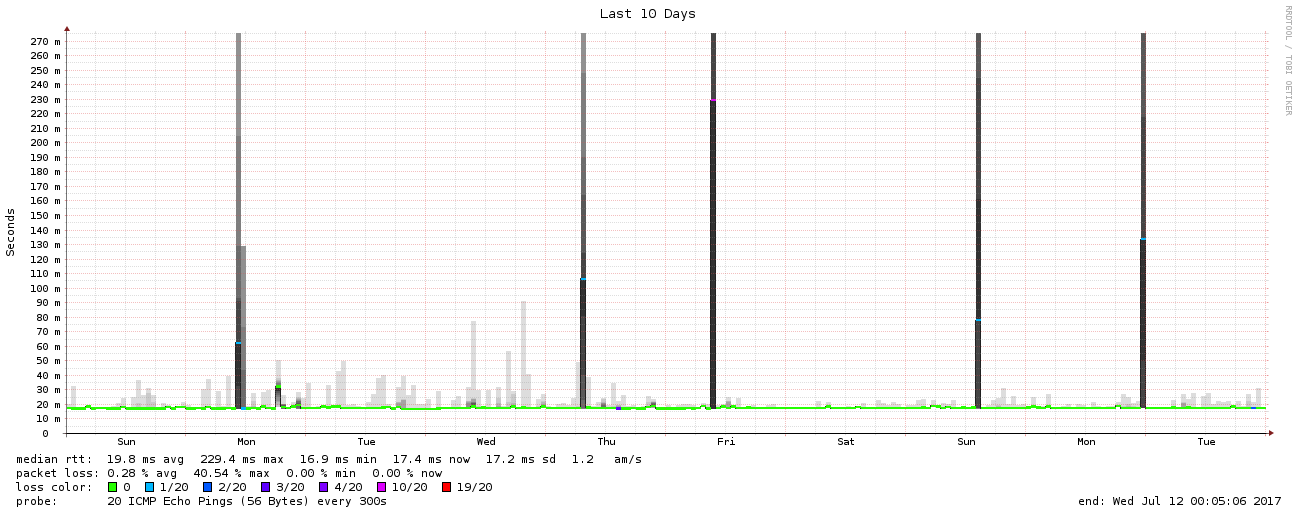 Last 10 Days
RRDTOOL / TOBI OETIKER
Seconds
270 m
260 m
250 m
240 m
230 m
220 m
210 m
200 m
190 m
180 m
170 m
160 m
150 m
140 m
130 m
120 m
110 m
100 m
90 m
80 m
70 m
60 m
50 m
40 m
30 m
20 m
10 m
0
Sun Mon Tue Wed Thu Fri Sat Sun Mon Tue
median rtt: 19.8 ms avg 229.4 ms max 16.9 ms min 17.4 ms now 17.2 ms sd 1.2 am/s
packet loss: 0.28 % avg 40.54 % max 0.00 % min 0.00 % now
loss color: 0 1/20 2/20 3/20 4/20 10/20 19/20
probe: 20 ICMP Echo Pings (56 Bytes) every 300s end: Wed Jul 12 00:05:06 2017